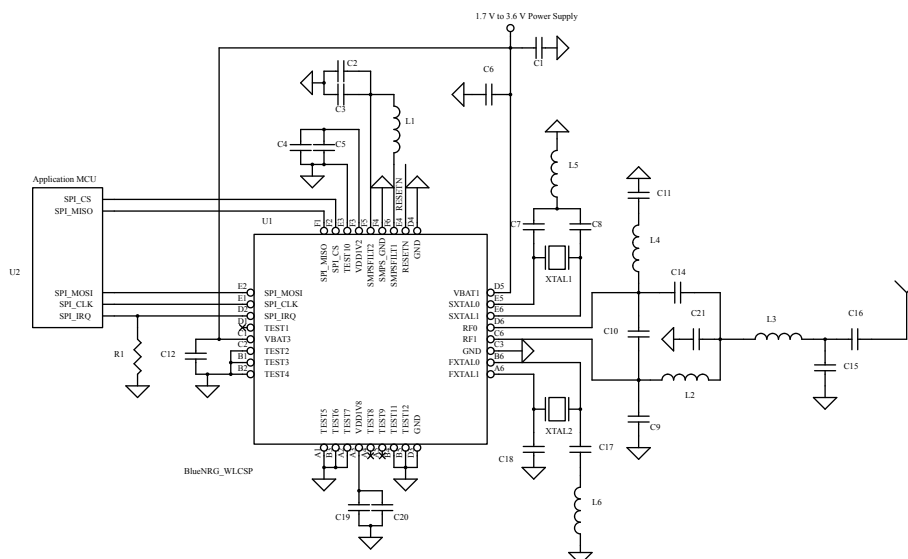 1.7 V to 3.6 V Power Supply
C1
C2
C6
C3
L1
C4
C5
L5
Application MCU
C11
SPI_CS
SPI_MISO
RESETN
U1
F1
F2
E3
F3
F5
F4
F6
E4
D4
C7
C8
L4
XTAL1
U2
SPI_MISO
SPI_CS
TEST10
VDD1V2
SMPSFILT2
SMPS_GND
SMPSFILT1
RESETN
GND
C14
SPI_MOSI
E2
SPI_MOSI
VBAT1
D5
SPI_CLK
E1
SPI_CLK
SXTAL0
E5
SPI_IRQ
D2
SPI_IRQ
SXTAL1
E6
D1
TEST1
RF0
D6
C1
VBAT3
RF1
C6
C2
TEST2
GND
C3
B1
TEST3
FXTAL0
B6
B2
TEST4
FXTAL1
A6
C10
C21
L3
C16
R1
C12
C15
L2
TEST5
TEST6
TEST7
VDD1V8
TEST8
TEST9
TEST11
TEST12
GND
XTAL2
C9
C18
C17
A1
BlueNRG_WLCSP
C19
C20
L6